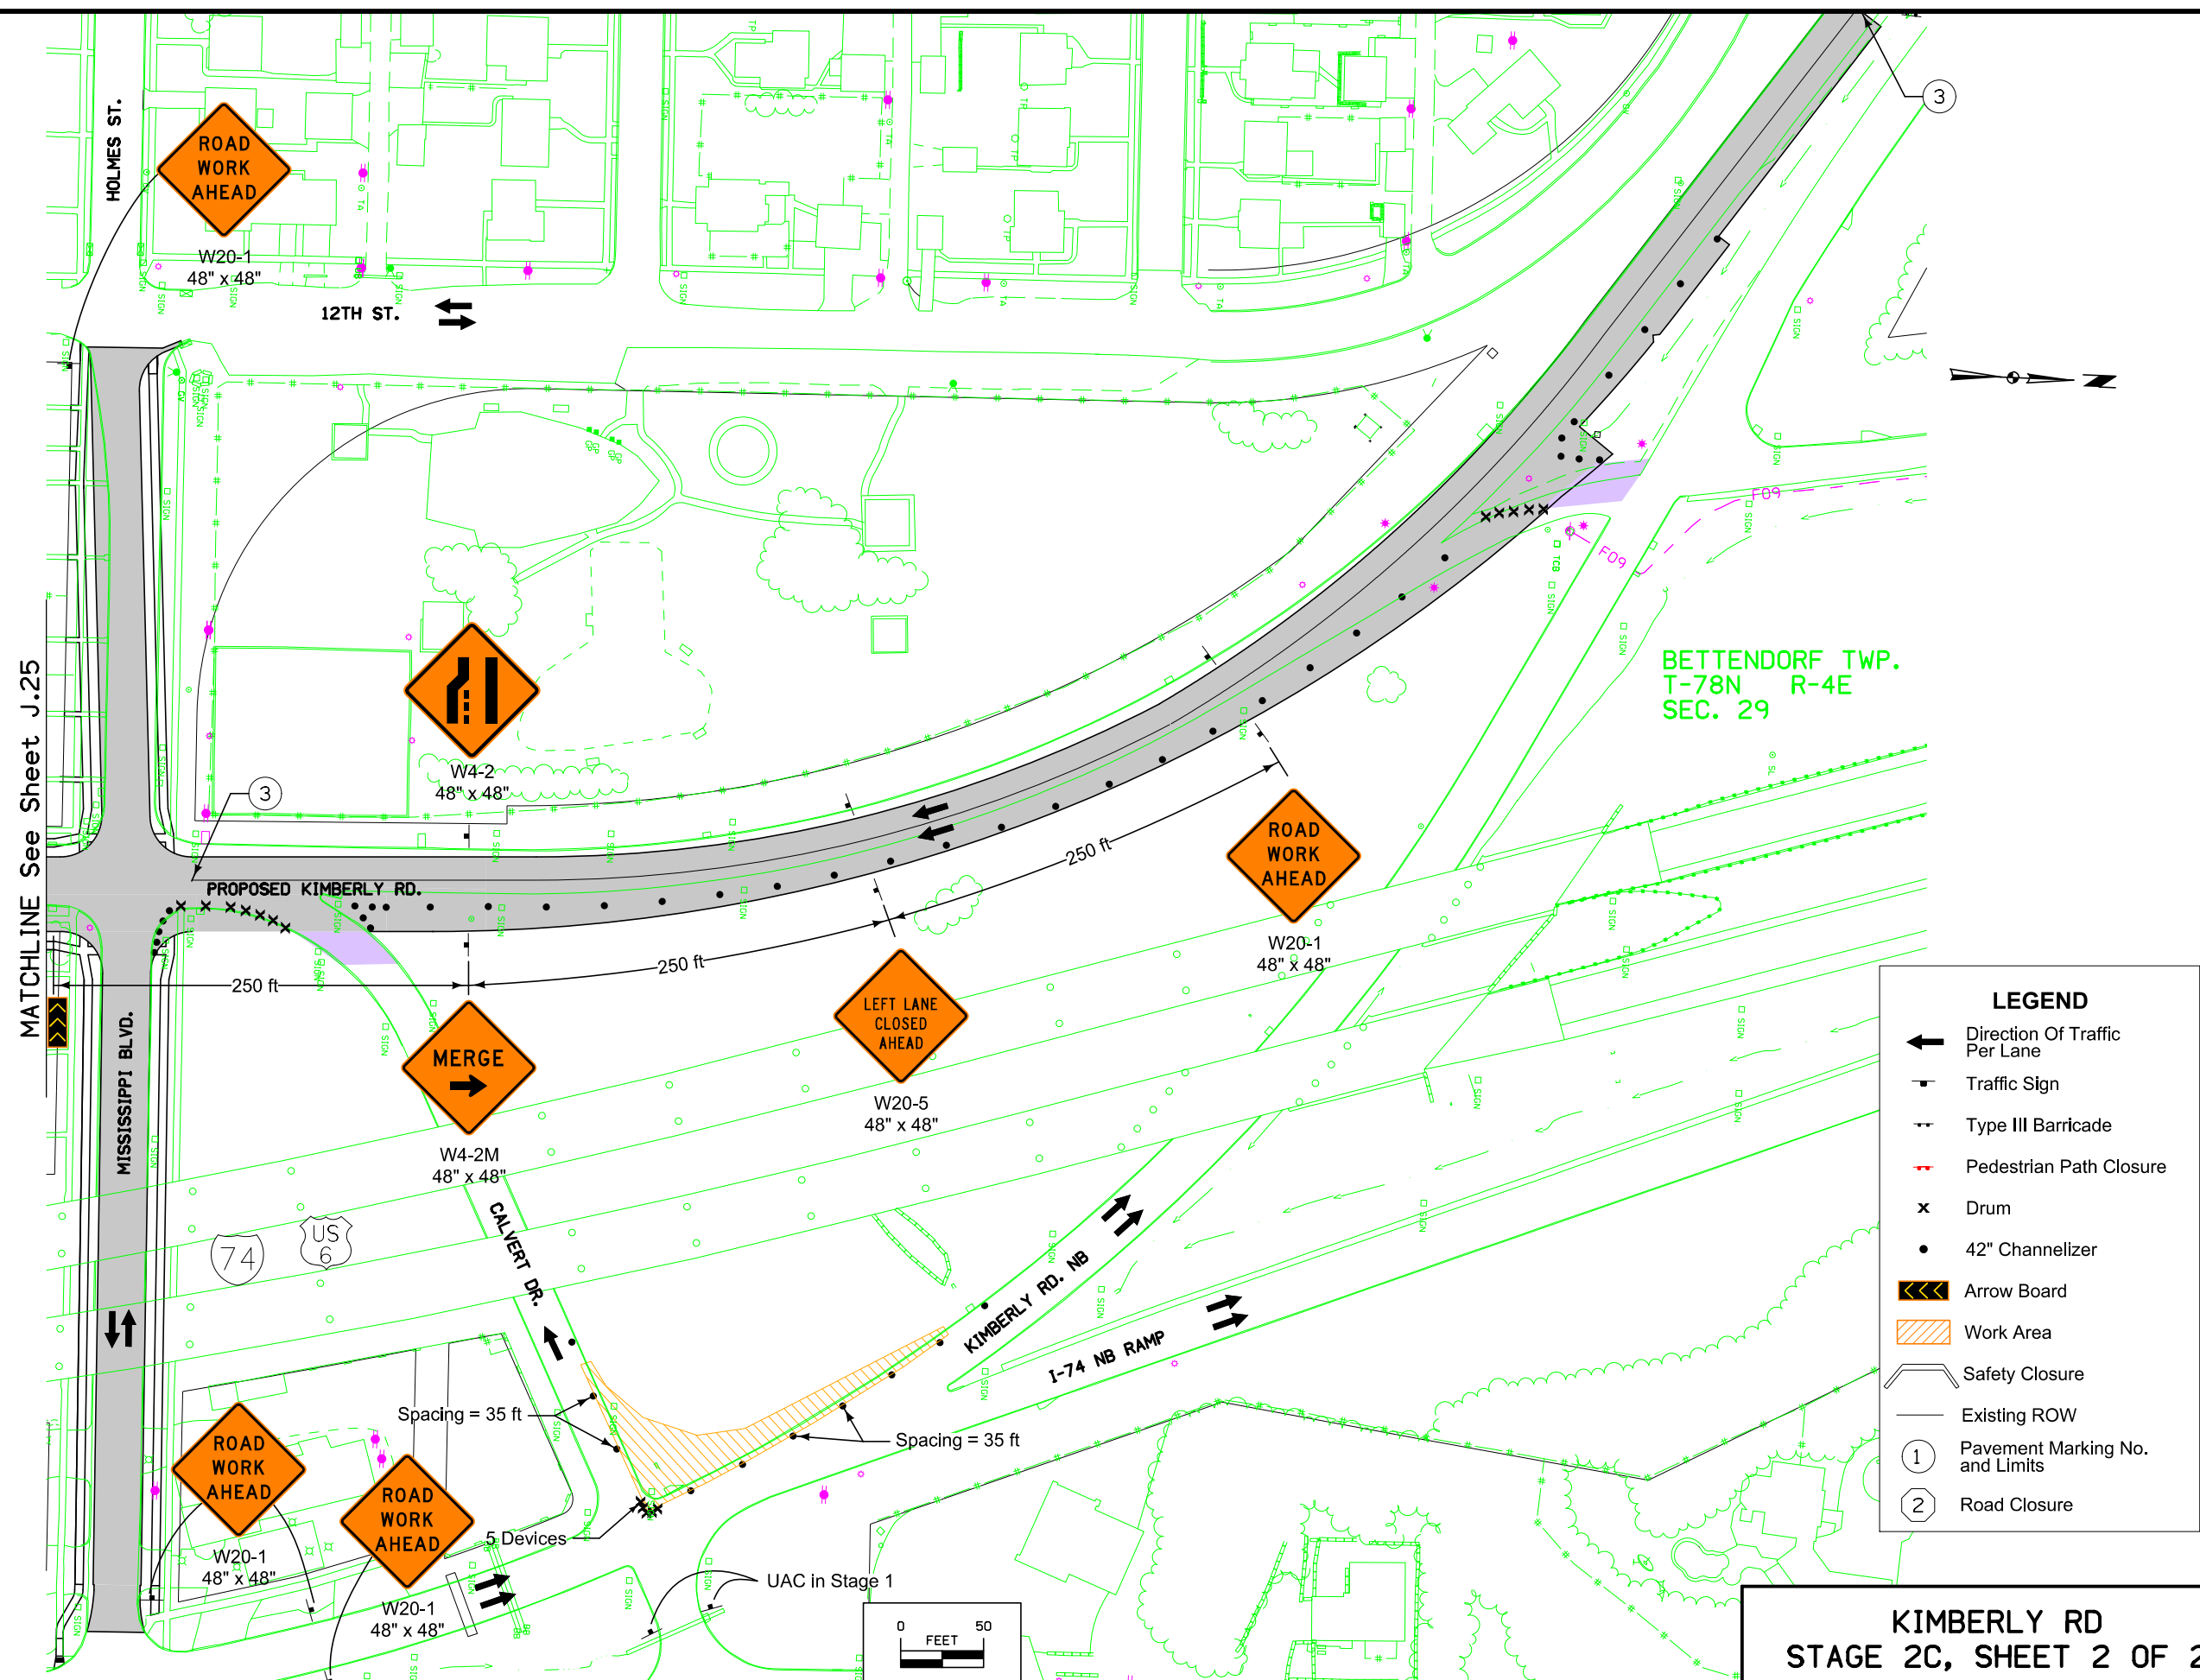 HOLMES ST.
ROAD
WORK
AHEAD
W20-1
48" x 48"
12TH ST.
3
F09
F09
BETTENDORF TWP.
T-78N R-4E
SEC. 29
MATCHLINE See Sheet J.25
W4-2
48" x 48"
3
PROPOSED KIMBERLY RD.
250 ft
250 ft
250 ft
ROAD
WORK
AHEAD
W20-1
48" x 48"
LEFT LANE
CLOSED
AHEAD
W20-5
48" x 48"
MERGE
W4-2M
48" x 48"
MISSISSIPPI BLVD.
74
US
6
CALVERT DR.
KIMBERLY RD. NB
I-74 NB RAMP
Spacing = 35 ft
Spacing = 35 ft
5 Devices
UAC in Stage 1
ROAD
WORK
AHEAD
W20-1
48" x 48"
ROAD
WORK
AHEAD
W20-1
48" x 48"
0 50
FEET
LEGEND
Direction Of Traffic
Per Lane
Traffic Sign
Type III Barricade
Pedestrian Path Closure
Drum
42" Channelizer
Arrow Board
Work Area
Safety Closure
Existing ROW
1 Pavement Marking No.
and Limits
2 Road Closure
KIMBERLY RD
STAGE 2C, SHEET 2 OF 2